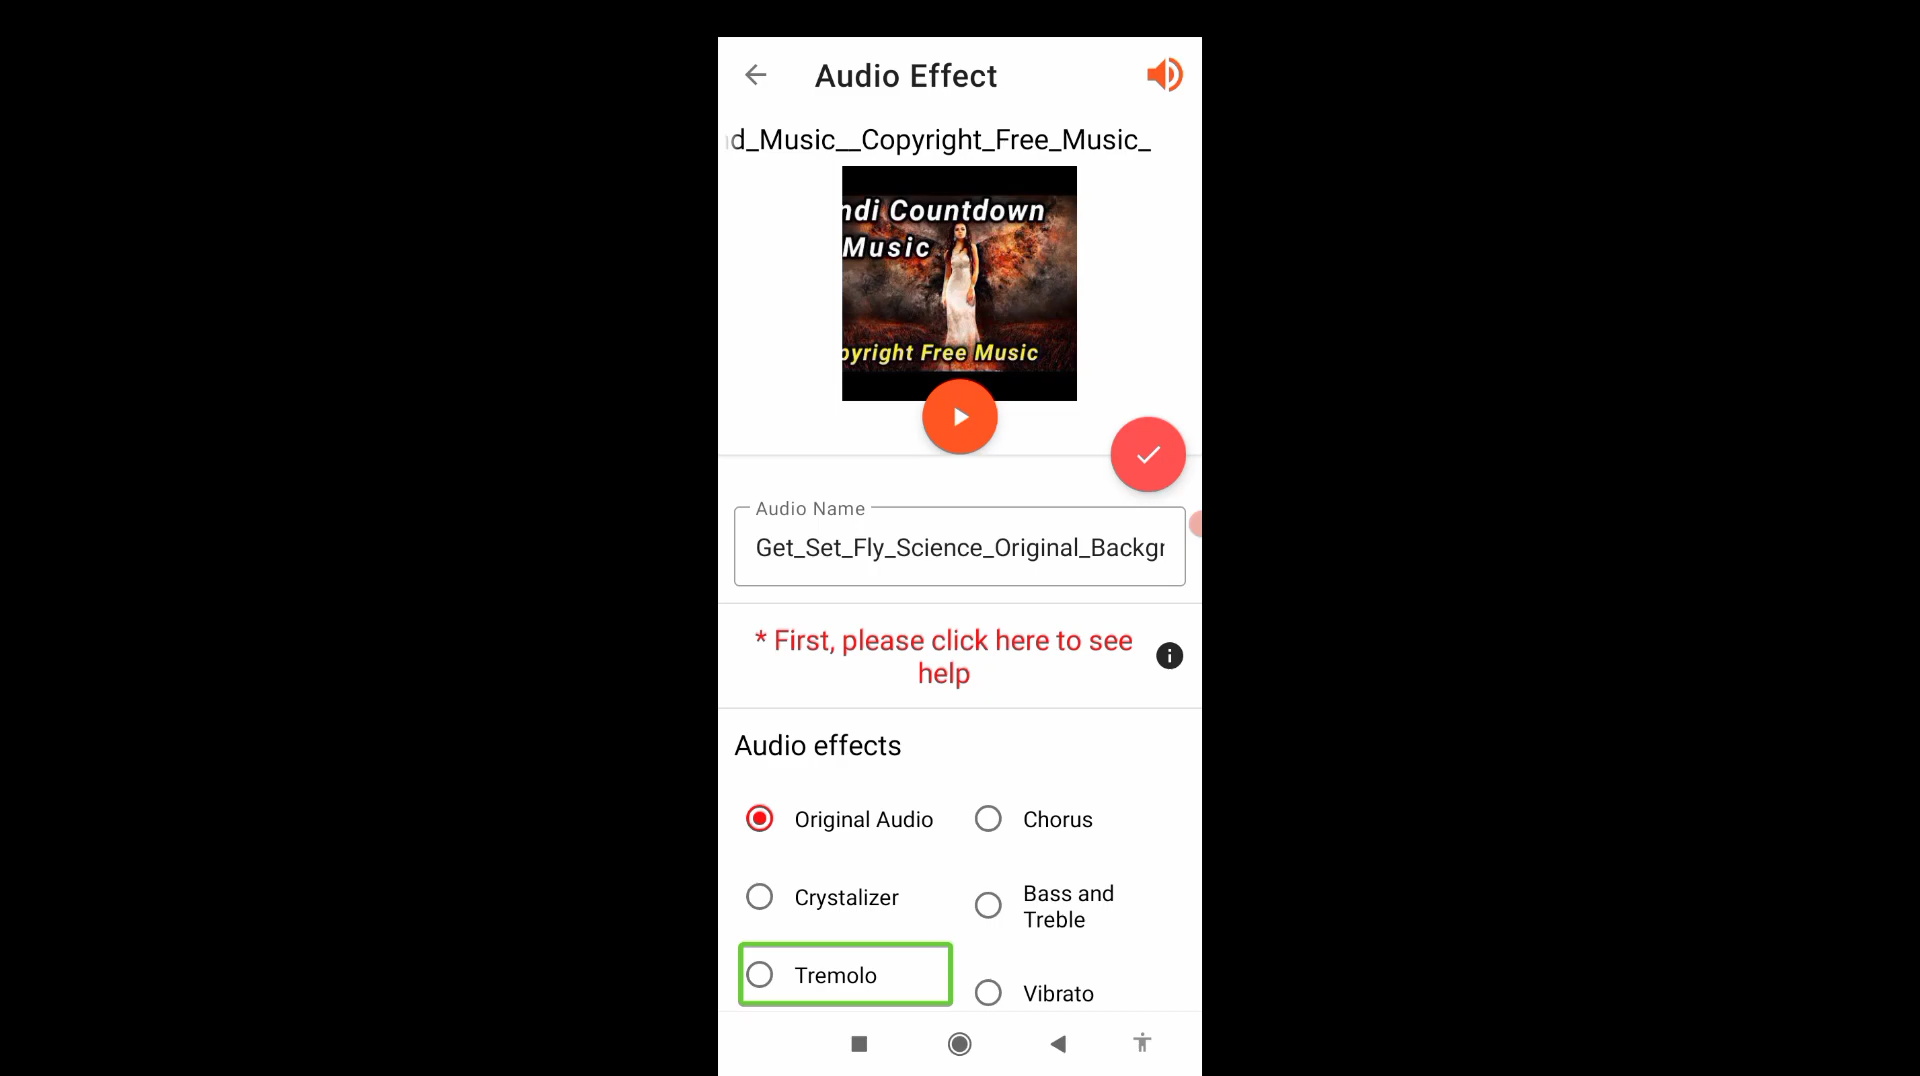 Audio Effect
d_Music__Copyright_Free_Music_
ndi Countdown
Music
pyright Free Music
Audio Name
Get_Set_Fly_Science_Original_Backgr
* First, please click here to see
help
Audio effects
Original Audio
Chorus
Crystalizer
Bass and
Treble
Tremolo
Vibrato